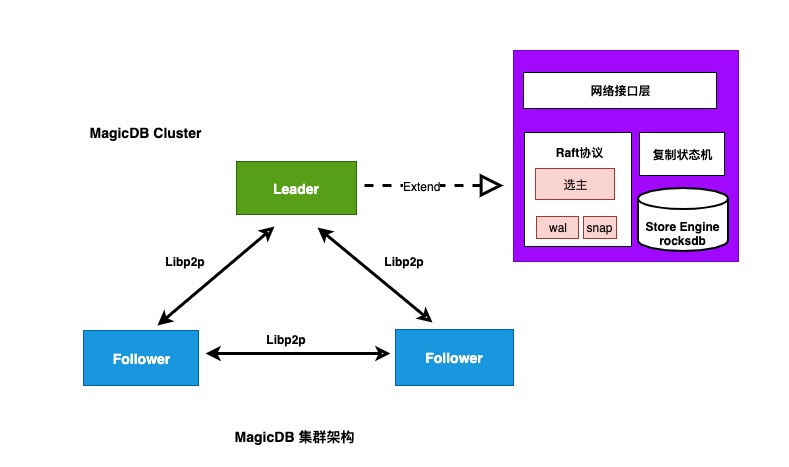 MagicDB Cluster
Leader
Extend
网络接口层
Raft协议
选主
wal
snap
复制状态机
Store Engine
rocksdb
Libp2p
Libp2p
Follower
Libp2p
Follower
MagicDB 集群架构